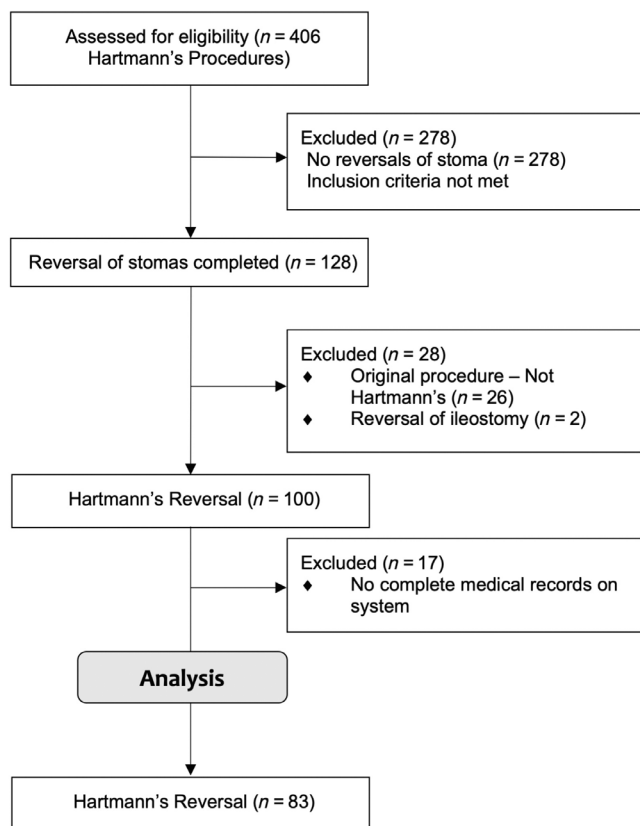 Assessed for eligibility (n = 406
Hartmann's Procedures)
Excluded (n = 278)
No reversals of stoma (n = 278)
Inclusion criteria not met
Reversal of stomas completed (n = 128)
Excluded (n = 28)
♦ Original procedure – Not
Hartmann's (n = 26)
♦ Reversal of ileostomy (n = 2)
Hartmann's Reversal (n = 100)
Excluded (n = 17)
♦ No complete medical records on
system
Analysis
Hartmann's Reversal (n = 83)